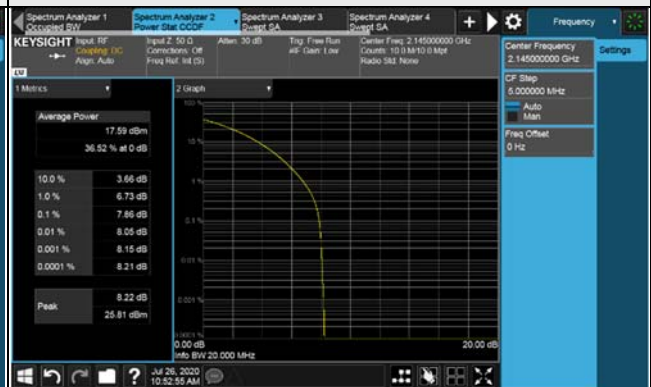 Spectrum Analyzer 1
Occupied BW
Spectrum Analyzer 2
Power Stat CCDF
Spectrum Analyzer 3
Swept SA
Spectrum Analyzer 4
Swept SA
Frequency
KEYSIGHT
Input: RF
Coupling: DC
Align: Auto
Input Z: 50 Ω
Corrections: Off
Freq Ref: Int (S)
Atten: 30 dB
Trig: Free Run
#IF Gain: Low
Center Freq: 2.145000000 GHz
Counts: 10.0 M/10.0 Mpt
Radio Std: None
Center Frequency
2.145000000 GHz
Settings
CF Step
5.000000 MHz
Auto
Man
Freq Offset
0 Hz
1 Metrics
2 Graph
Average Power
17.59 dBm
36.52 % at 0 dB
10.0 % 3.66 dB
1.0 % 6.73 dB
0.1 % 7.86 dB
0.01 % 8.05 dB
0.001 % 8.15 dB
0.0001 % 8.21 dB
Peak
8.22 dB
25.81 dBm
100 %
10 %
1 %
0.1 %
0.01 %
0.001 %
0.0001 %
0.00 dB
20.00 dB
Info BW 20.000 MHz
?
Jul 26, 2020
10:52:55 AM